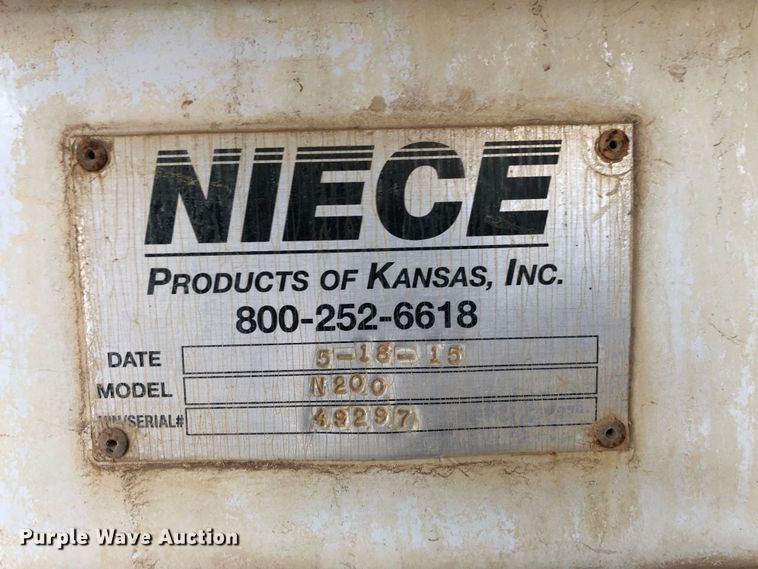 NIECE
PRODUCTS OF KANSAS, INC.
800-252-6618
DATE 5-18-15
MODEL N200
VIN/SERIAL# 49297
Purple Wave Auction